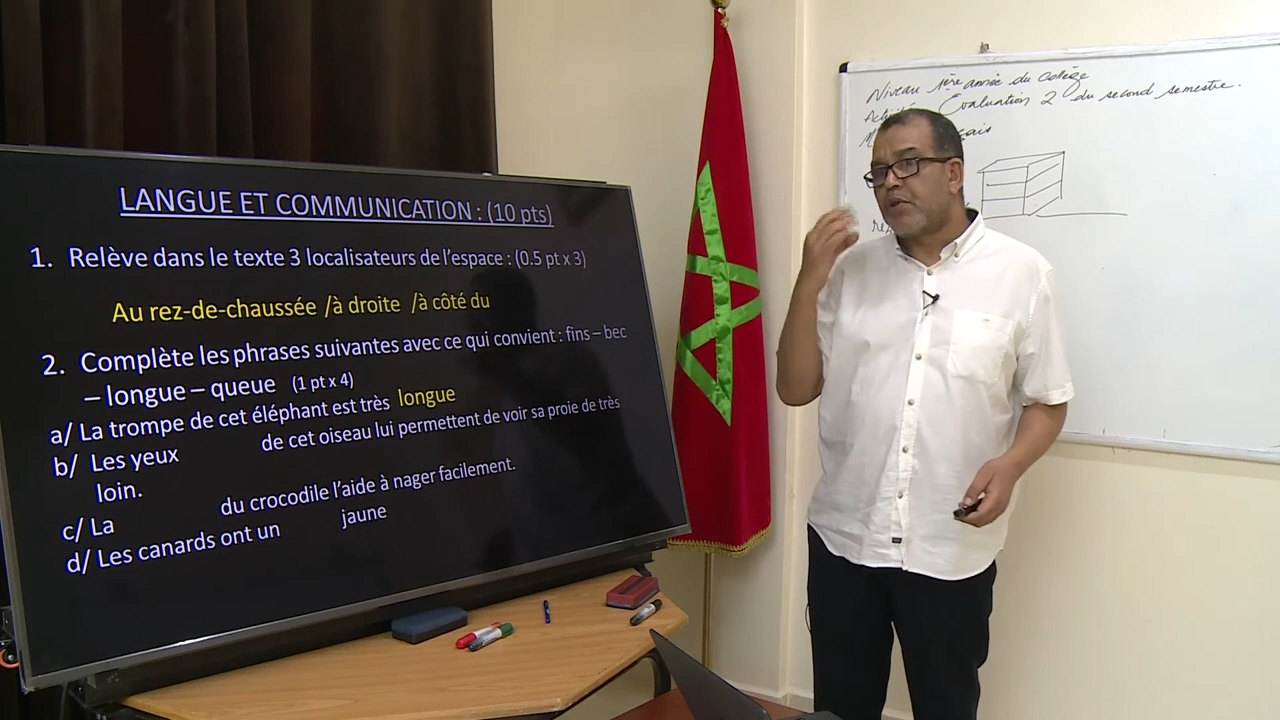 LANGUE ET COMMUNICATION : (10 pts)
1. Relève dans le texte 3 localisateurs de l'espace : (0.5 pt x 3)
Au rez-de-chaussée /à droite /à côté du
2. Complète les phrases suivantes avec ce qui convient : fins – bec
– longue – queue (1 pt x 4)
a/ La trompe de cet éléphant est très longue
b/ Les yeux de cet oiseau lui permettent de voir sa proie de très
loin.
c/ La du crocodile l'aide à nager facilement.
d/ Les canards ont un jaune
Niveau 1ère année du collège
Evaluation 2 du second semestre.